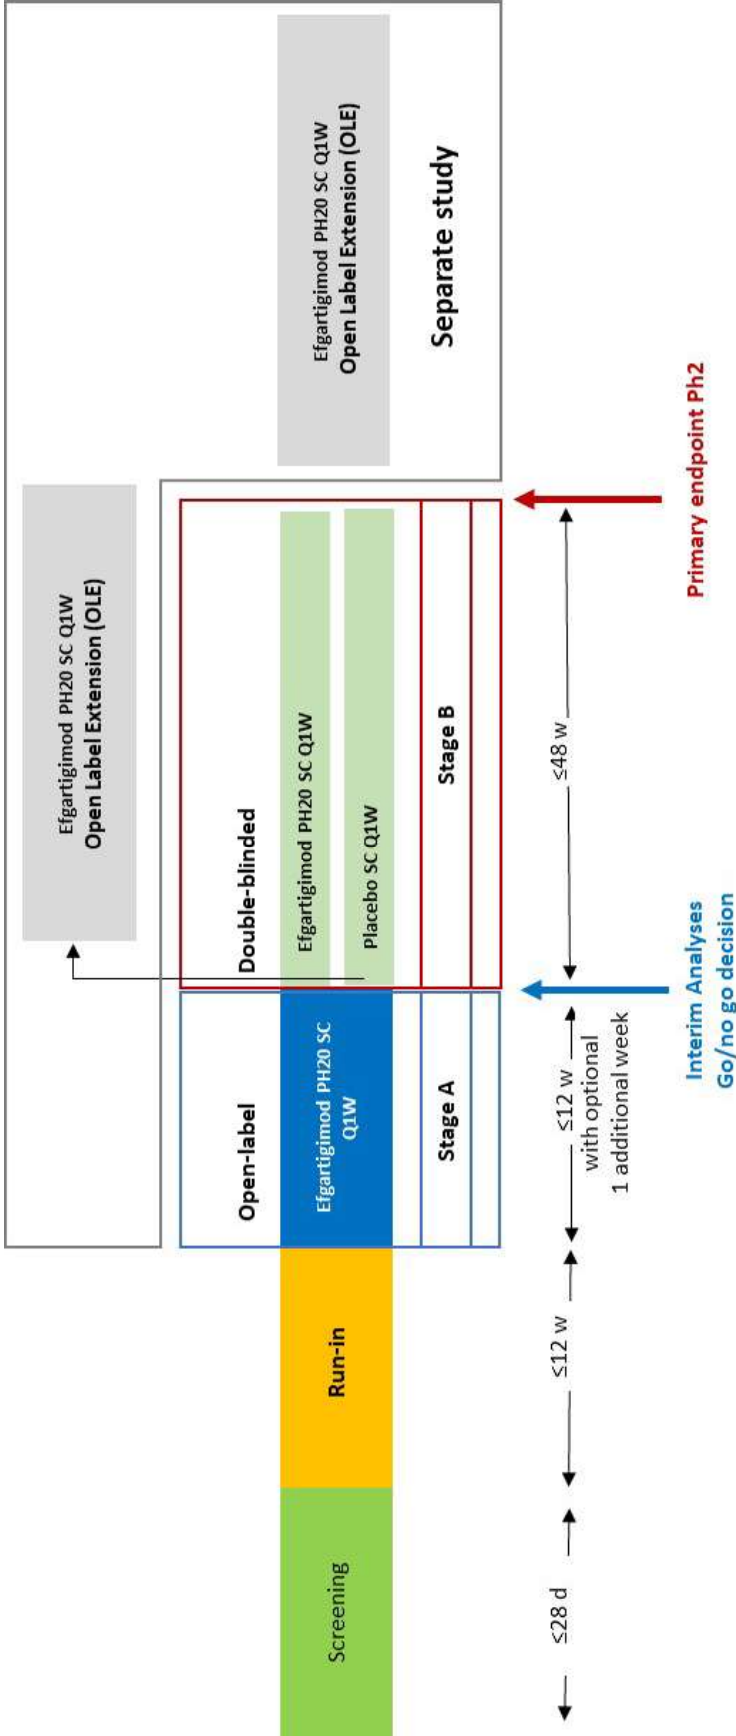 Efgartigimod PH20 SC Q1W
Open Label Extension (OLE)
Efgartigimod PH20 SC Q1W
Open Label Extension (OLE)
Separate study
Open-label
Double-blinded
Screening
Run-in
Efgartigimod PH20 SC
Q1W
Efgartigimod PH20 SC Q1W
Placebo SC Q1W
Stage A
Stage B
≤28 d
≤12 w
≤12 w
with optional
1 additional week
≤48 w
Interim Analyses
Go/no go decision
Primary endpoint Ph2